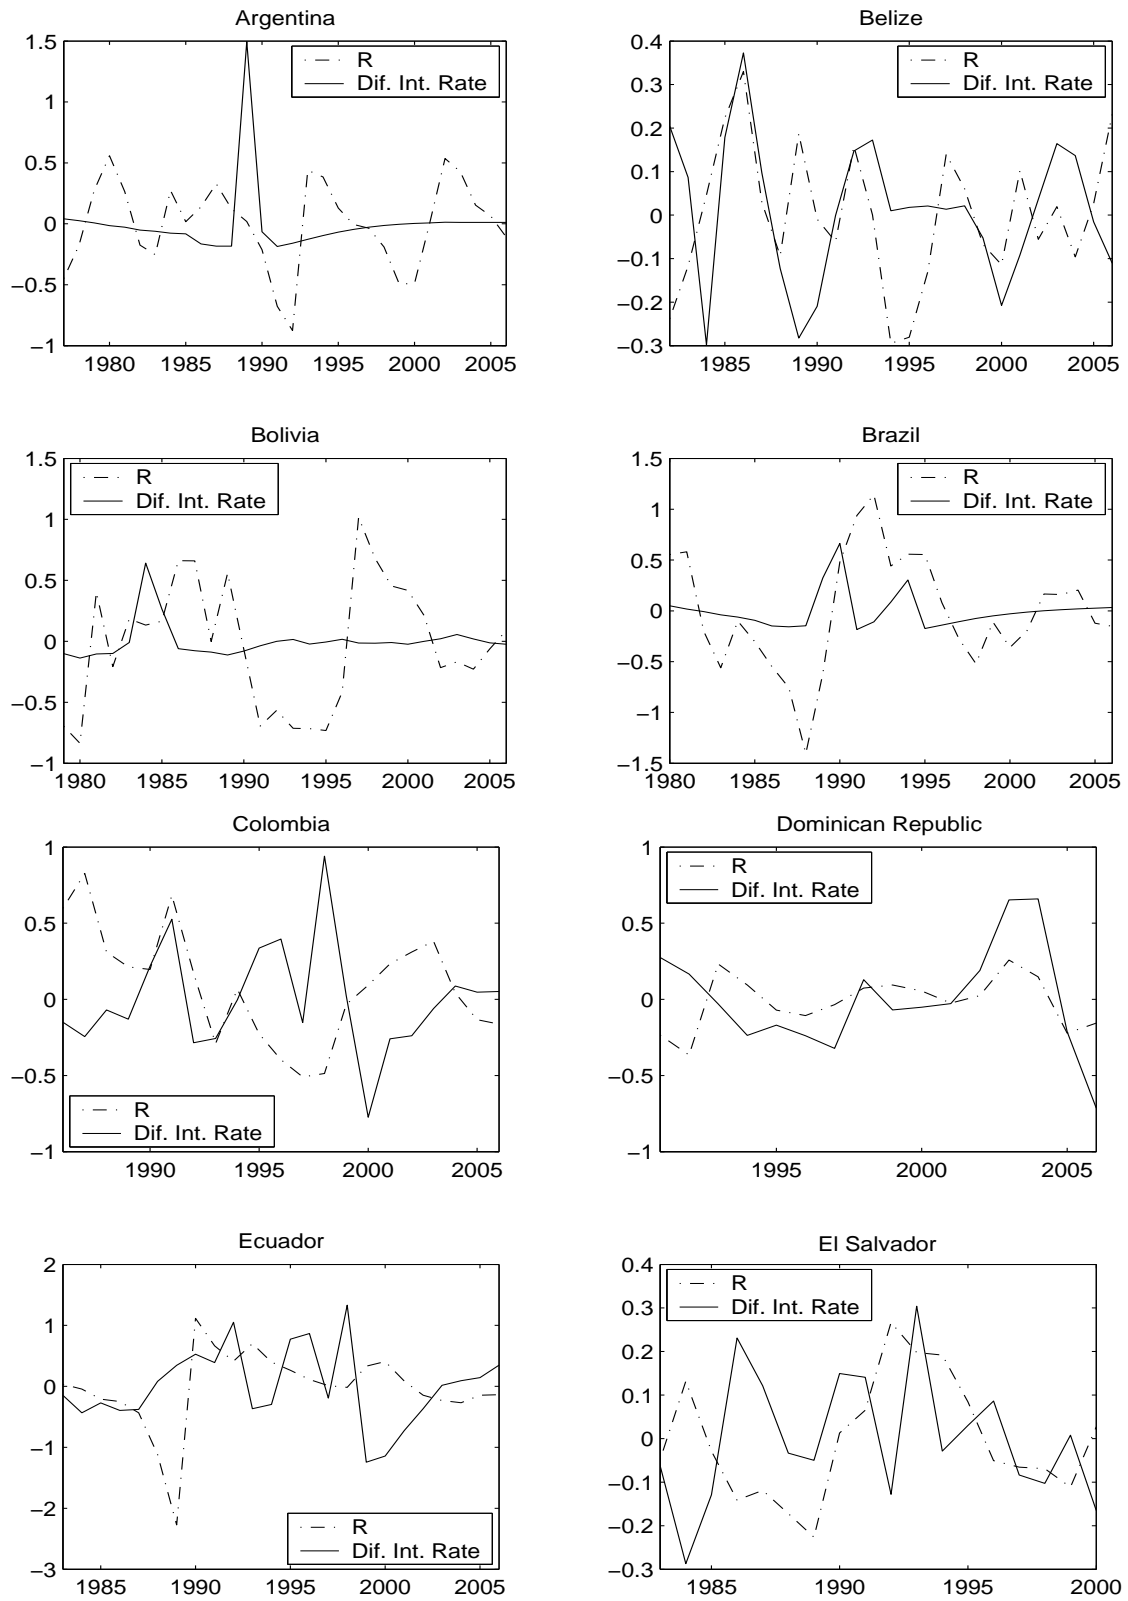 Argentina
1.5
1
0.5
0
−0.5
−1
1980 1985 1990 1995 2000 2005
R
Dif. Int. Rate
Belize
0.4
0.3
0.2
0.1
0
−0.1
−0.2
−0.3
1985 1990 1995 2000 2005
R
Dif. Int. Rate
Bolivia
1.5
1
0.5
0
−0.5
−1
1980 1985 1990 1995 2000 2005
R
Dif. Int. Rate
Brazil
1.5
1
0.5
0
−0.5
−1
−1.5
1980 1985 1990 1995 2000 2005
R
Dif. Int. Rate
Colombia
1
0.5
0
−0.5
−1
1990 1995 2000 2005
R
Dif. Int. Rate
Dominican Republic
1
0.5
0
−0.5
−1
1995 2000 2005
R
Dif. Int. Rate
Ecuador
2
1
0
−1
−2
−3
1985 1990 1995 2000 2005
R
Dif. Int. Rate
El Salvador
0.4
0.3
0.2
0.1
0
−0.1
−0.2
−0.3
1985 1990 1995 2000
R
Dif. Int. Rate